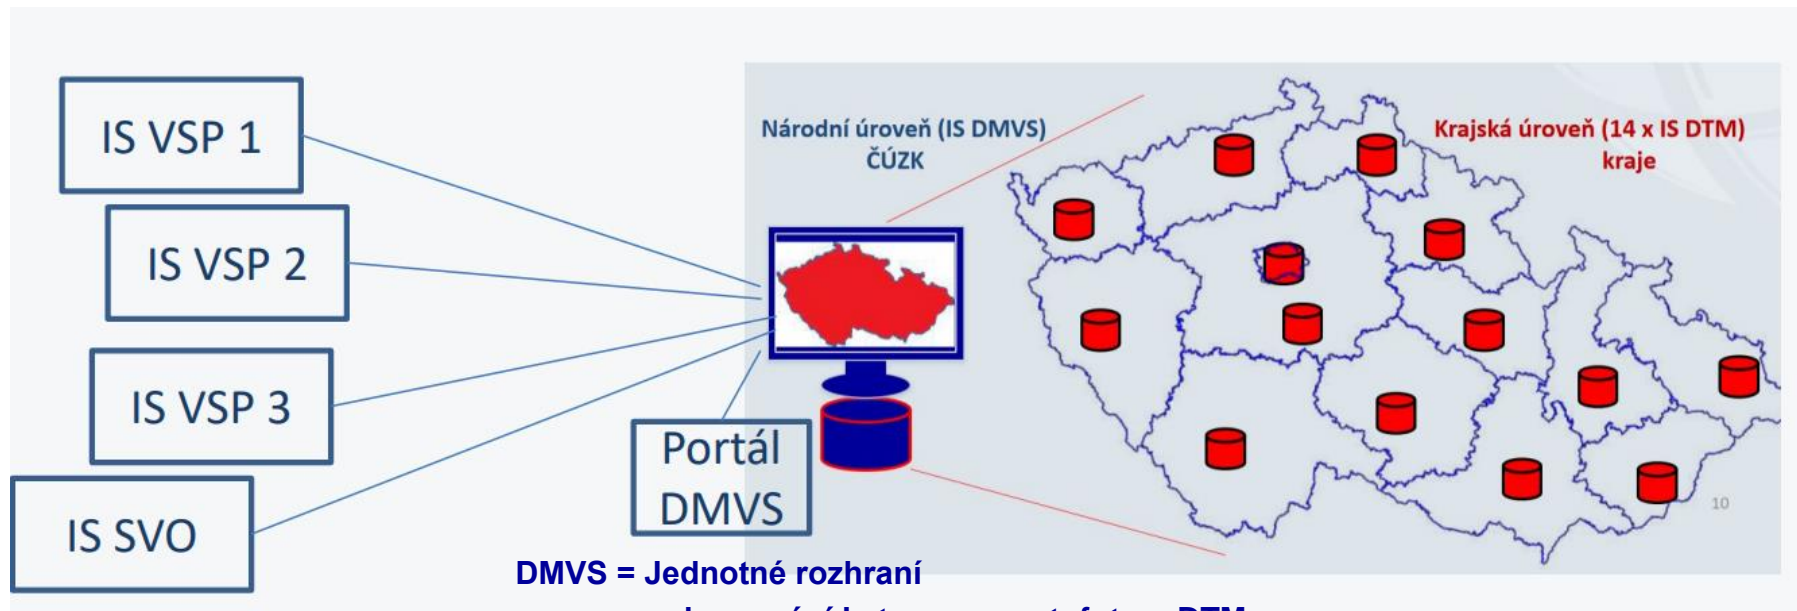 IS VSP 1
IS VSP 2
IS VSP 3
IS SVO
Portál
DMVS
Národní úroveň (IS DMVS)
ČÚZK
Krajská úroveň (14 x IS DTM)
kraje
10
DMVS = Jednotné rozhraní